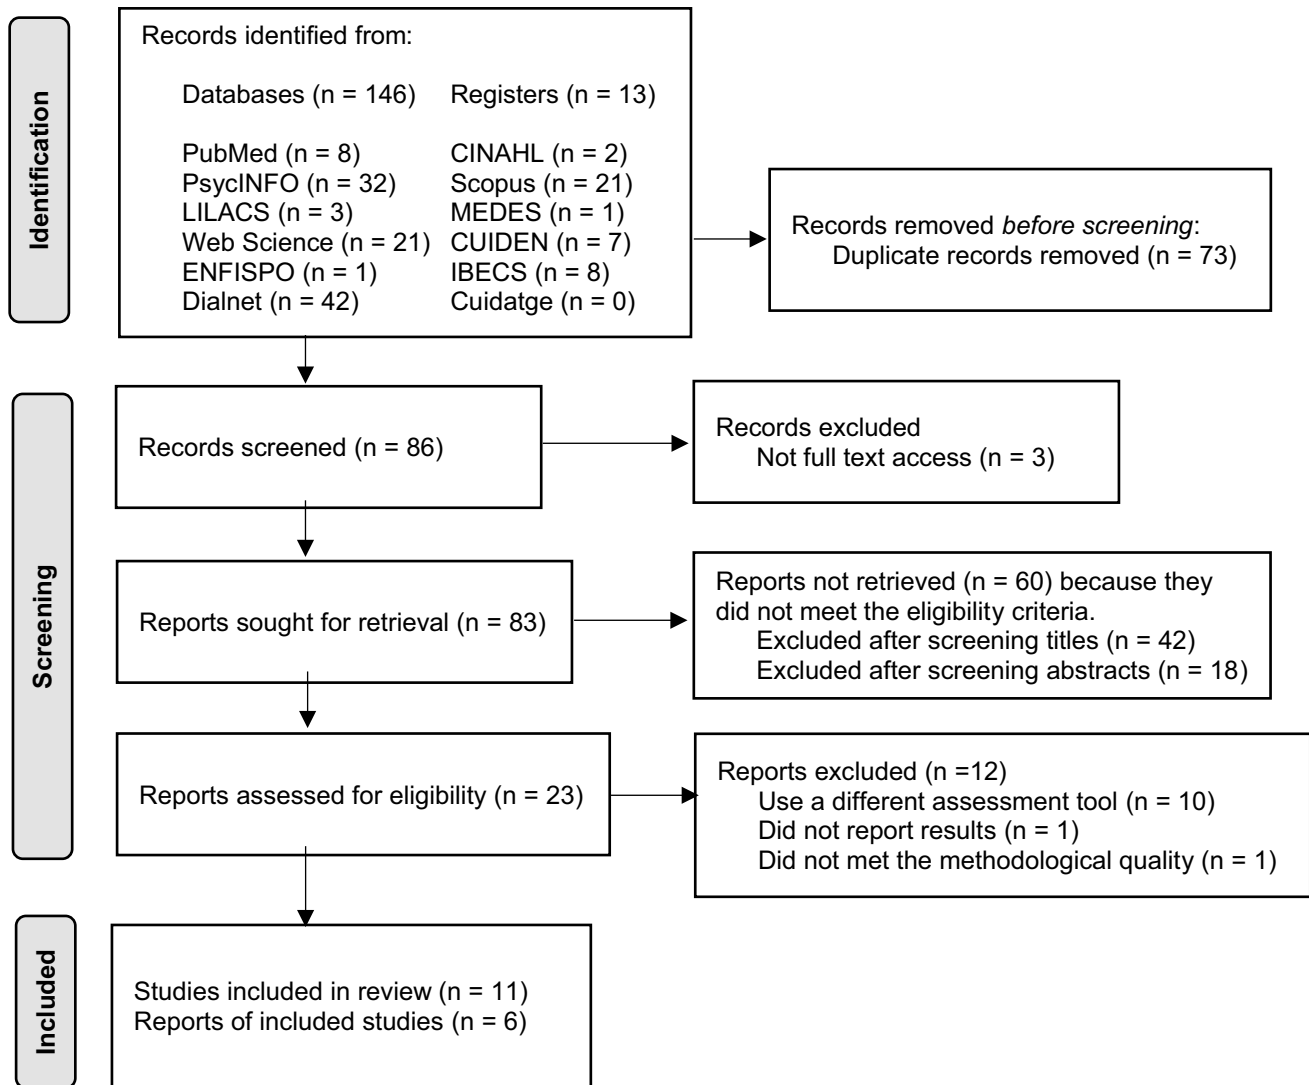 Identification
Records identified from:
Databases (n = 146) Registers (n = 13)
PubMed (n = 8) CINAHL (n = 2)
PsycINFO (n = 32) Scopus (n = 21)
LILACS (n = 3) MEDES (n = 1)
Web Science (n = 21) CUIDEN (n = 7)
ENFISPO (n = 1) IBECS (n = 8)
Dialnet (n = 42) Cuidatge (n = 0)
Records removed before screening:
Duplicate records removed (n = 73)
Screening
Records screened (n = 86)
Records excluded
Not full text access (n = 3)
Reports sought for retrieval (n = 83)
Reports not retrieved (n = 60) because they
did not meet the eligibility criteria.
Excluded after screening titles (n = 42)
Excluded after screening abstracts (n = 18)
Reports assessed for eligibility (n = 23)
Reports excluded (n =12)
Use a different assessment tool (n = 10)
Did not report results (n = 1)
Did not met the methodological quality (n = 1)
Included
Studies included in review (n = 11)
Reports of included studies (n = 6)